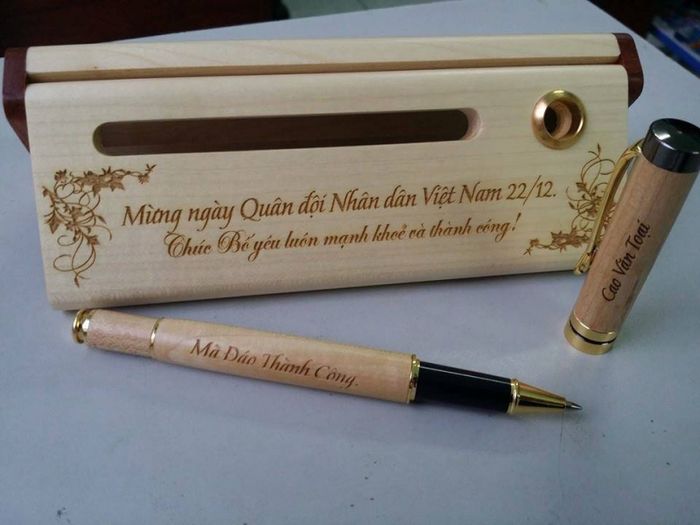 Mừng ngày Quân đội Nhân dân Việt Nam 22/12.
Chúc Bố yêu luôn mạnh khoẻ và thành công!
Cao Văn Toại
Mã Đáo Thành Công.